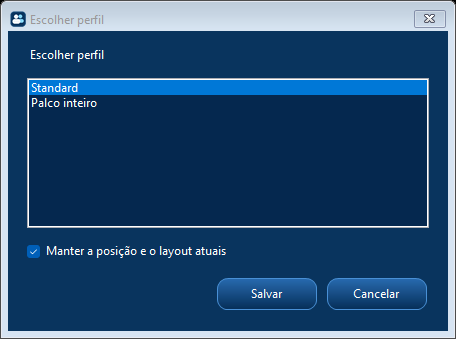 Escolher perfil
Escolher perfil
Standard
Palco inteiro
Manter a posição e o layout atuais
Salvar
Cancelar